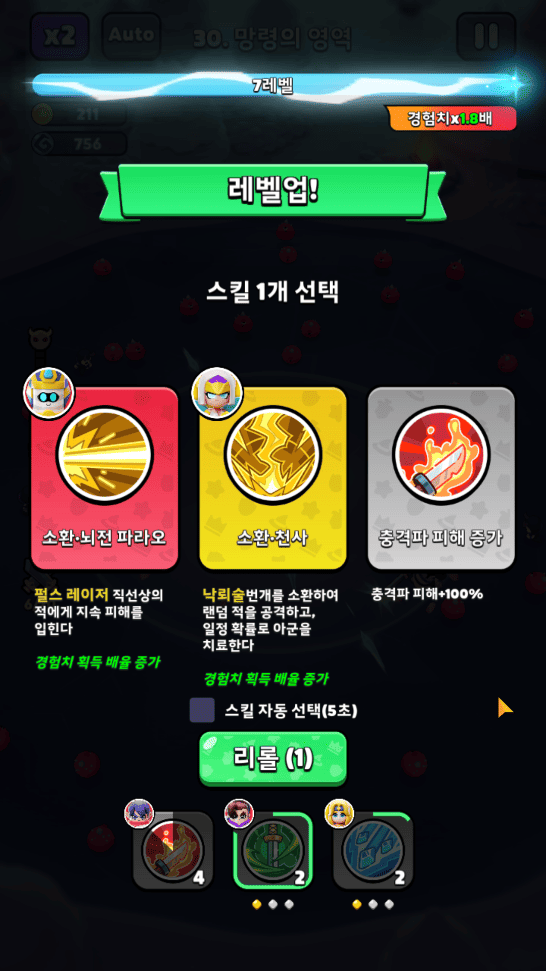 x2
Auto
30. 망령의 영역
7레벨
211
경험치x1.8배
756
레벨업!
스킬 1개 선택
소환·뇌전 파라오
소환·천사
충격파 피해 증가
펄스 레이저 직선상의
적에게 지속 피해를
입힌다
경험치 획득 배율 증가
낙뢰술번개를 소환하여
랜덤 적을 공격하고,
일정 확률로 아군을
치료한다
경험치 획득 배율 증가
충격파 피해+100%
스킬 자동 선택(5초)
리롤 (1)
4
2
2